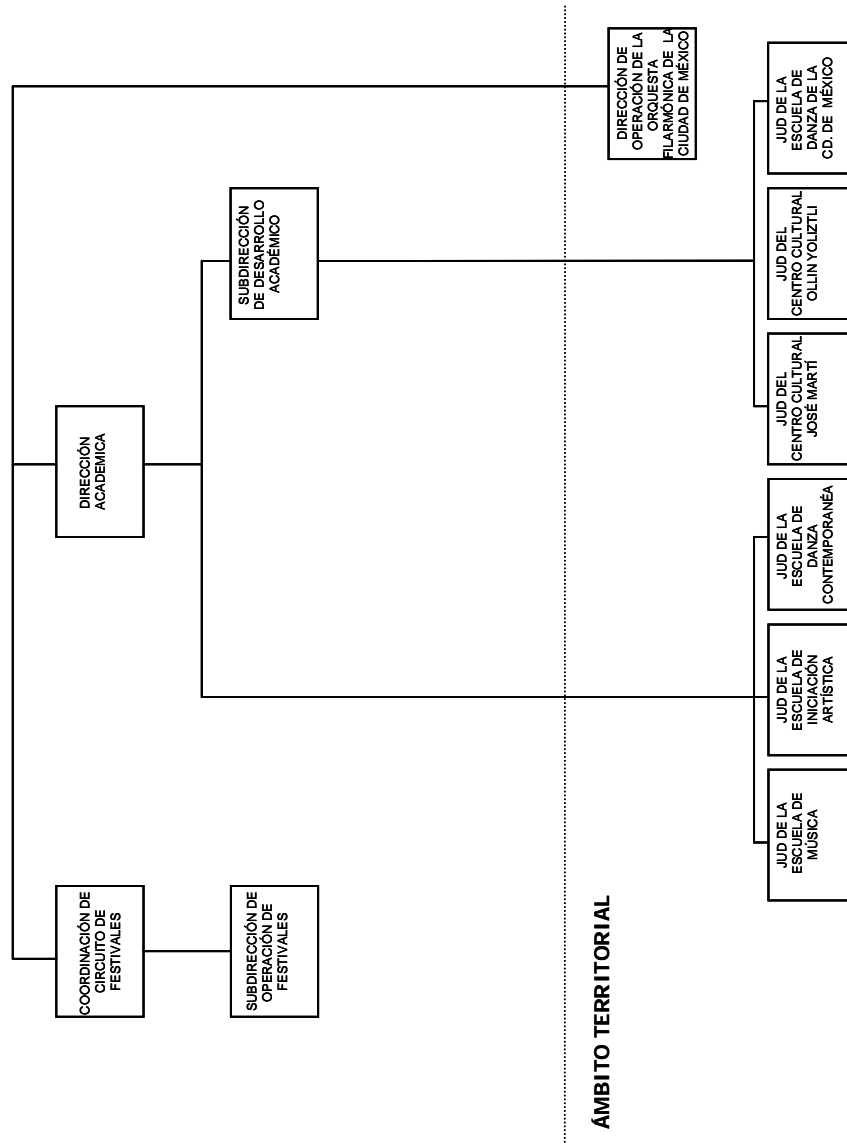 COORDINACIÓN DE
CIRCUITO DE
FESTIVALES
DIRECCIÓN
ACADEMICA
SUBDIRECCIÓN DE
OPERACIÓN DE
FESTIVALES
SUBDIRECCIÓN
DE DESARROLLO
ACADÉMICO
ÁMBITO TERRITORIAL
DIRECCIÓN DE
OPERACIÓN DE LA
ORQUESTA
FILARMÓNICA DE LA
CIUDAD DE MÉXICO
JUD DE LA
ESCUELA DE
MÚSICA
JUD DE LA
ESCUELA DE
INICIACIÓN
ARTÍSTICA
JUD DE LA
ESCUELA DE
DANZA
CONTEMPORANÉA
JUD DEL
CENTRO CULTURAL
JOSÉ MARTÍ
JUD DEL
CENTRO CULTURAL
OLLIN YOLIZTLI
JUD DE LA
ESCUELA DE
DANZA DE LA
CD. DE MÉXICO